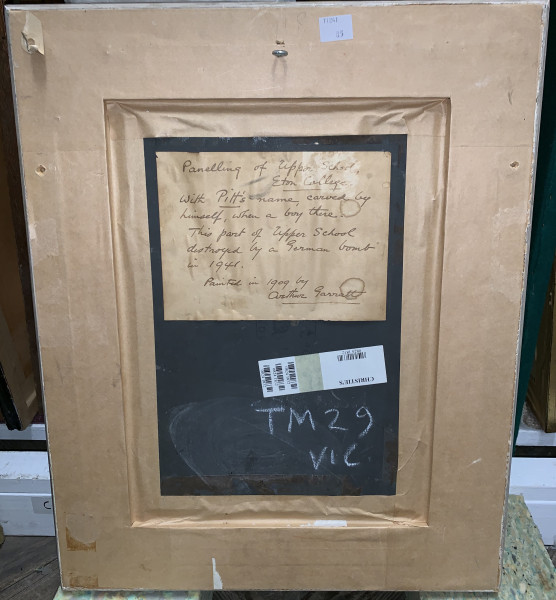 Panelling of Upper School,
Eton College.
With Pitt's name, carved by
himself, when a boy there.
This part of Upper School
destroyed by a German bomb
in 1941.
Painted in 1909 by
Arthur Garratt
CHRISTIE'S
TM29
VIC